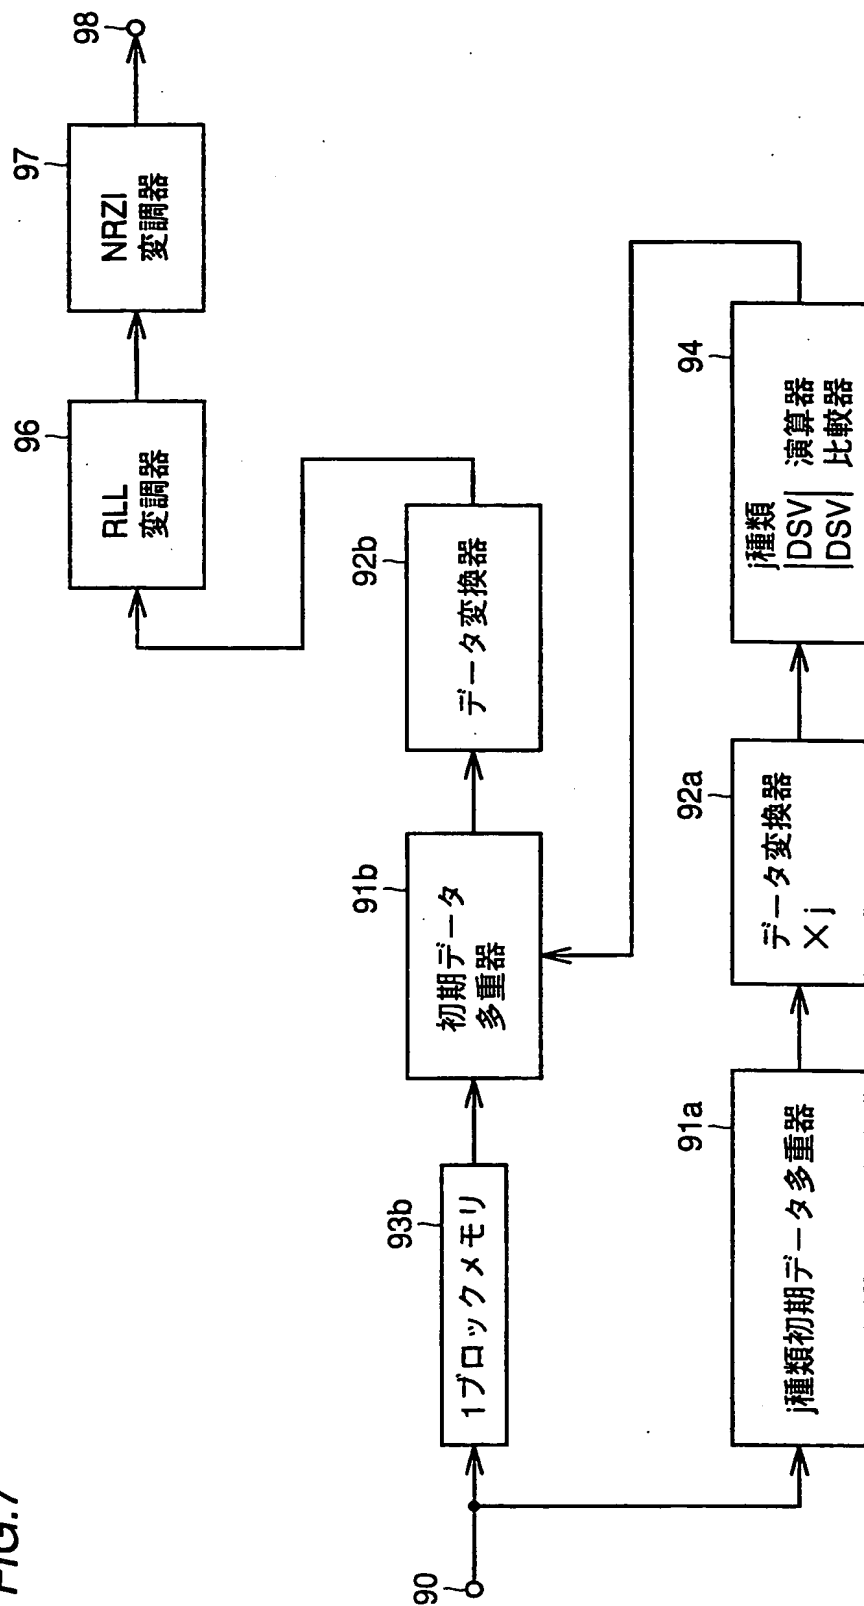 FIG.7
90
93b
1ブロックメモリ
91b
初期データ
多重器
92b
データ変換器
96
RLL
変調器
97
NRZI
変調器
98
91a
j種類初期データ多重器
92a
データ変換器
×j
94
j種類
|DSV| 演算器
|DSV| 比較器